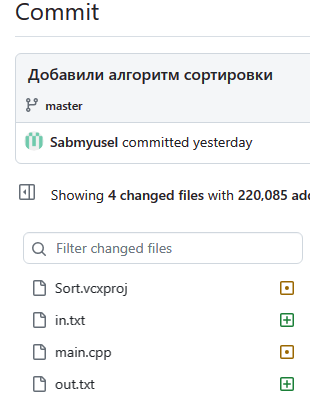 Commit
Добавили алгоритм сортировки
master
Sabmyusel committed yesterday
Showing 4 changed files with 220,085
Filter changed files
Sort.vcxproj
in.txt
main.cpp
out.txt